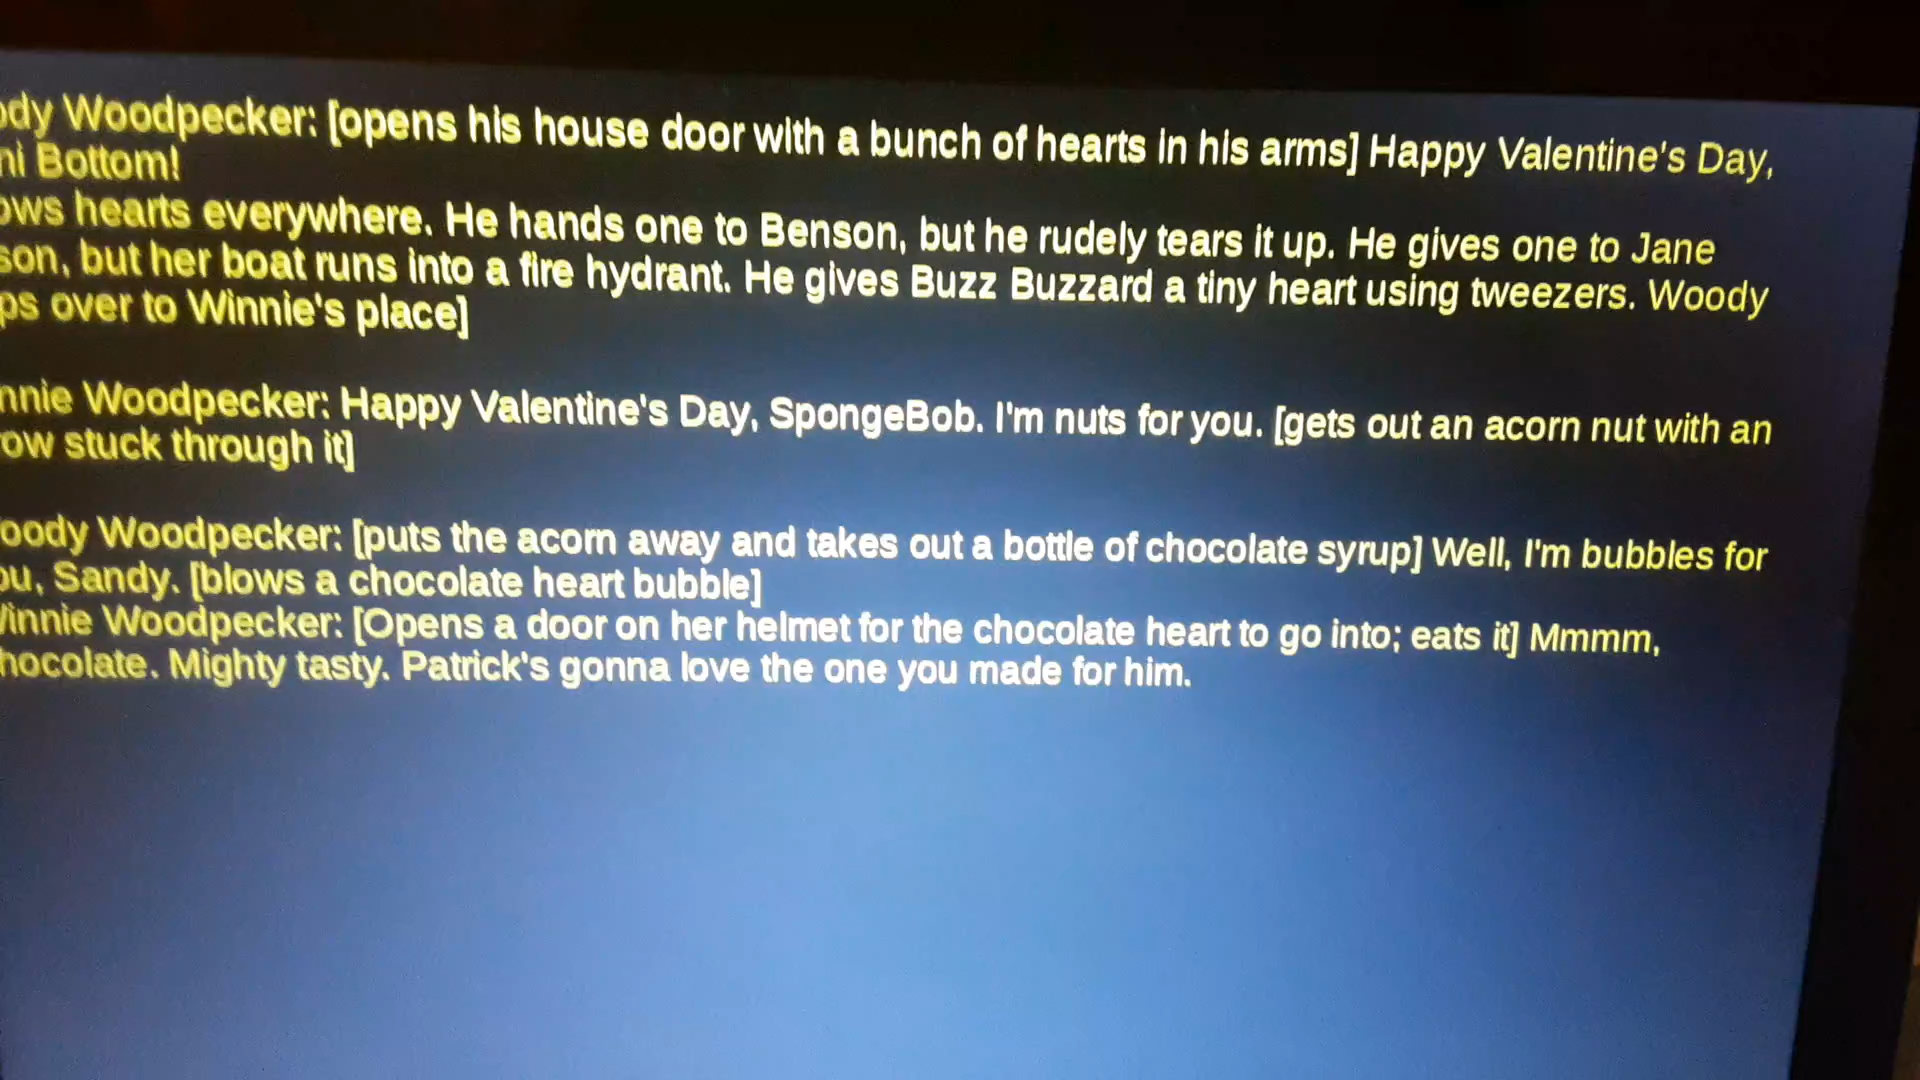 ody Woodpecker: [opens his house door with a bunch of hearts in his arms] Happy Valentine's Day,
ni Bottom!
ows hearts everywhere. He hands one to Benson, but he rudely tears it up. He gives one to Jane
son, but her boat runs into a fire hydrant. He gives Buzz Buzzard a tiny heart using tweezers. Woody
ps over to Winnie's place]
nnie Woodpecker: Happy Valentine's Day, SpongeBob. I'm nuts for you. [gets out an acorn nut with an
ow stuck through it]
oody Woodpecker: [puts the acorn away and takes out a bottle of chocolate syrup] Well, I'm bubbles for
ou, Sandy. [blows a chocolate heart bubble]
innie Woodpecker: [Opens a door on her helmet for the chocolate heart to go into; eats it] Mmmm,
hocolate. Mighty tasty. Patrick's gonna love the one you made for him.